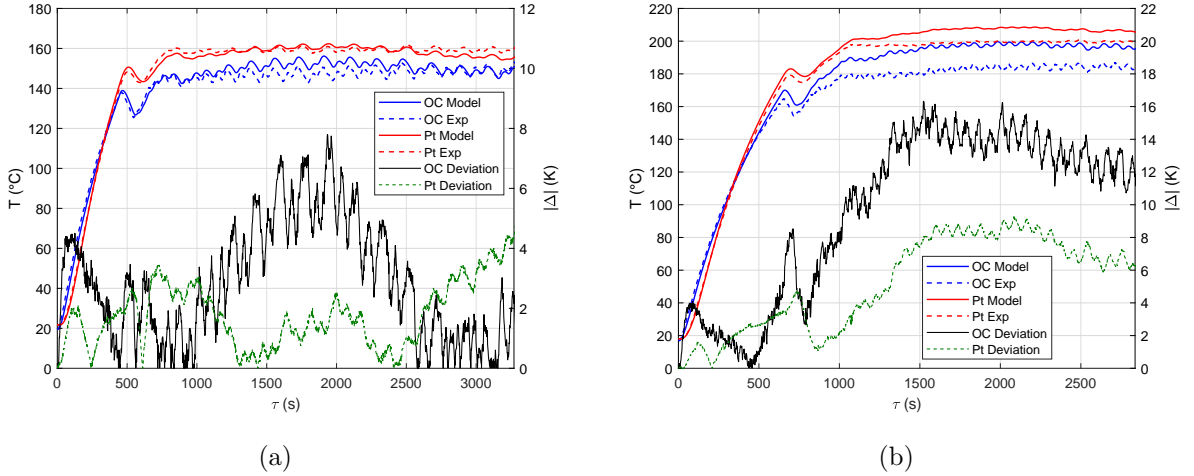 12
220
22
180
200
20
160
10
180
18
140
160
16
OC Model
OC Exp
Pt Model
Pt Exp
OC Deviation
Pt Deviation
120
8
140
14
T (°C)
100
6
|Δ| (K)
T (°C)
120
12
|Δ| (K)
80
100
10
60
4
80
8
OC Model
OC Exp
Pt Model
Pt Exp
OC Deviation
Pt Deviation
60
6
40
2
40
4
20
20
2
0
0
0
0
0 500 1000 1500 2000 2500 3000
0 500 1000 1500 2000 2500
τ (s)
τ (s)
(a)
(b)